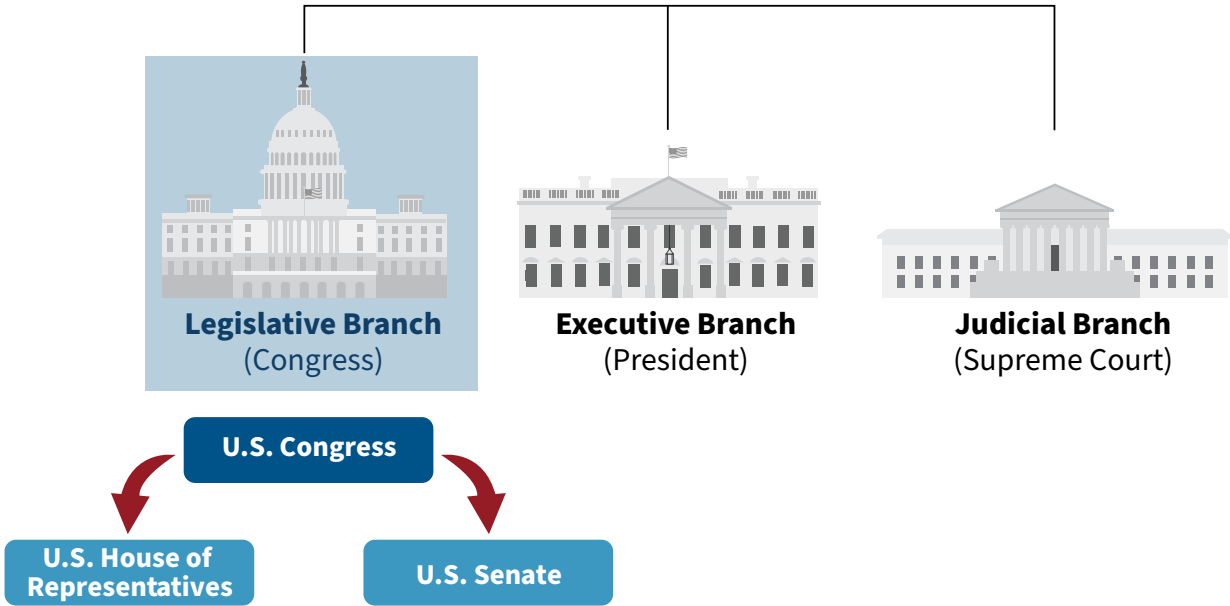 Legislative Branch
(Congress)
Executive Branch
(President)
Judicial Branch
(Supreme Court)
U.S. Congress
U.S. House of
Representatives
U.S. Senate